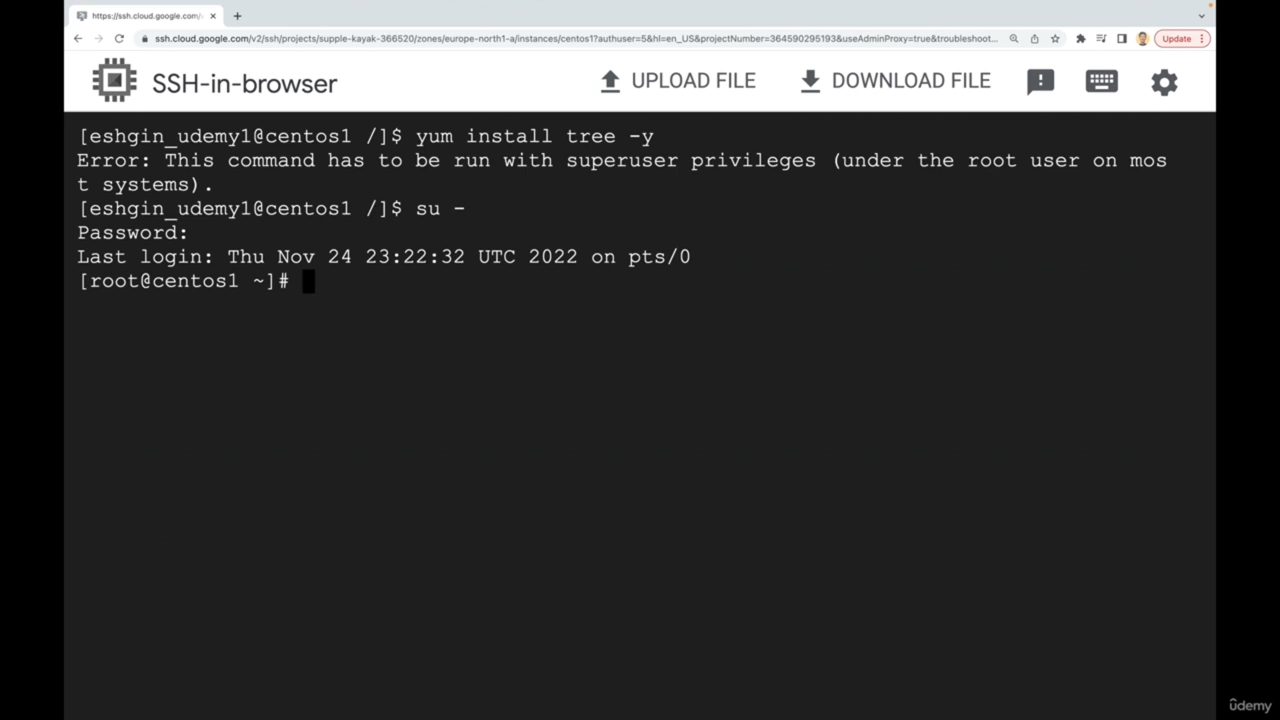 https://ssh.cloud.google.com/v
ssh.cloud.google.com/v2/ssh/projects/supple-kayak-366520/zones/europe-north1-a/instances/centos1?authuser=5&hl=en_US&projectNumber=364590295193&useAdminProxy=true&troubleshoot...
Update
SSH-in-browser
UPLOAD FILE
DOWNLOAD FILE
[eshgin_udemy1@centos1 /]$ yum install tree -y
Error: This command has to be run with superuser privileges (under the root user on mos
t systems).
[eshgin_udemy1@centos1 /]$ su -
Password:
Last login: Thu Nov 24 23:22:32 UTC 2022 on pts/0
[root@centos1 ~]#
ûdemy